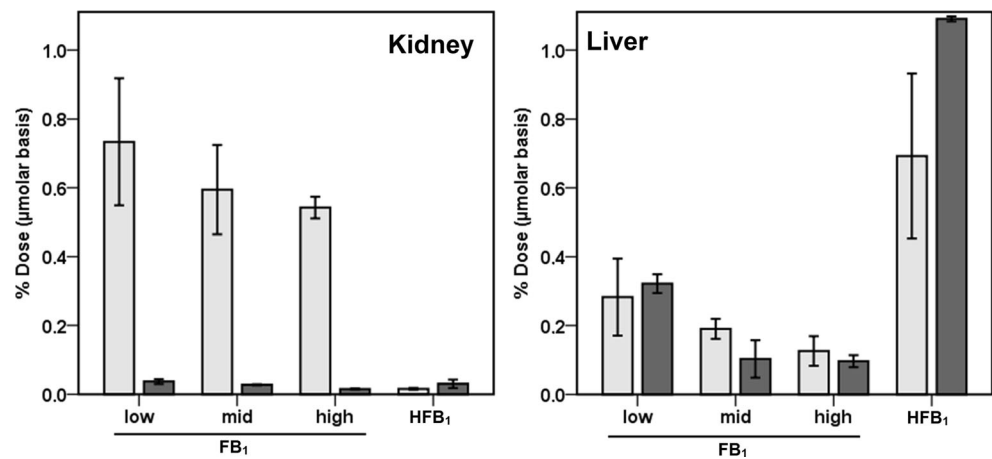 Kidney
% Dose (µmolar basis)
1.0
0.8
0.6
0.4
0.2
0.0
low mid high HFB₁
FB₁
Liver
% Dose (µmolar basis)
1.0
0.8
0.6
0.4
0.2
0.0
low mid high HFB₁
FB₁